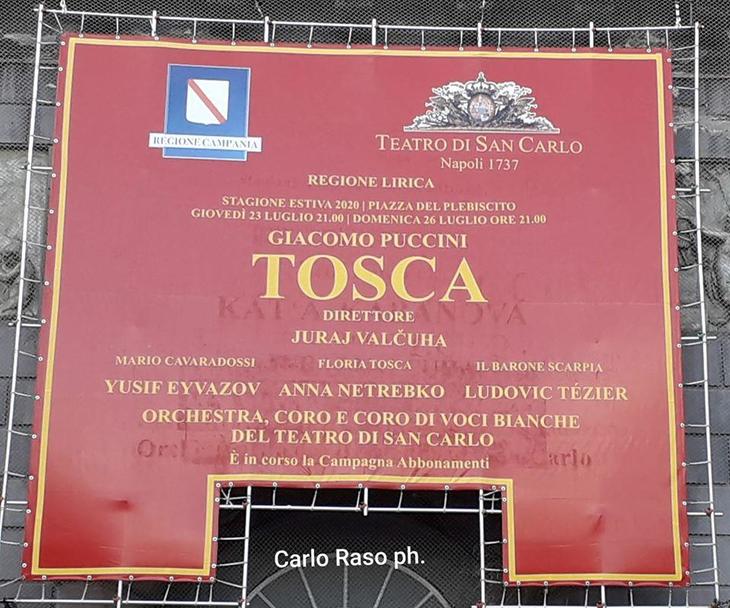 REGIONE CAMPANIA
TEATRO DI SAN CARLO
Napoli 1737
REGIONE LIRICA
STAGIONE ESTIVA 2020 | PIAZZA DEL PLEBISCITO
GIOVEDÌ 23 LUGLIO 21.00 | DOMENICA 26 LUGLIO ORE 21.00
GIACOMO PUCCINI
TOSCA
KÁT'A KABANOVÁ
DIRETTORE
JURAJ VALČUHA
MARIO CAVARADOSSI FLORIA TOSCA IL BARONE SCARPIA
YUSIF EYVAZOV ANNA NETREBKO LUDOVIC TÉZIER
ORCHESTRA, CORO E CORO DI VOCI BIANCHE
DEL TEATRO DI SAN CARLO
È in corso la Campagna Abbonamenti
Carlo Raso ph.